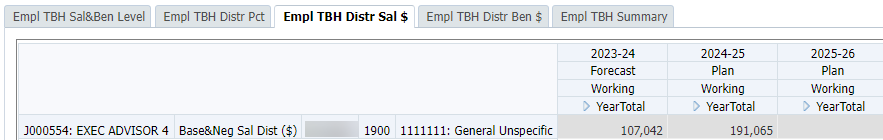 Empl TBH Sal&Ben Level Empl TBH Distr Pct Empl TBH Distr Sal $ Empl TBH Distr Ben $ Empl TBH Summary
2023-24 2024-25 2025-26
Forecast Plan Plan
Working Working Working
YearTotal YearTotal YearTotal
J000554: EXEC ADVISOR 4 Base&Neg Sal Dist ($) 1900 1111111: General Unspecific 107,042 191,065